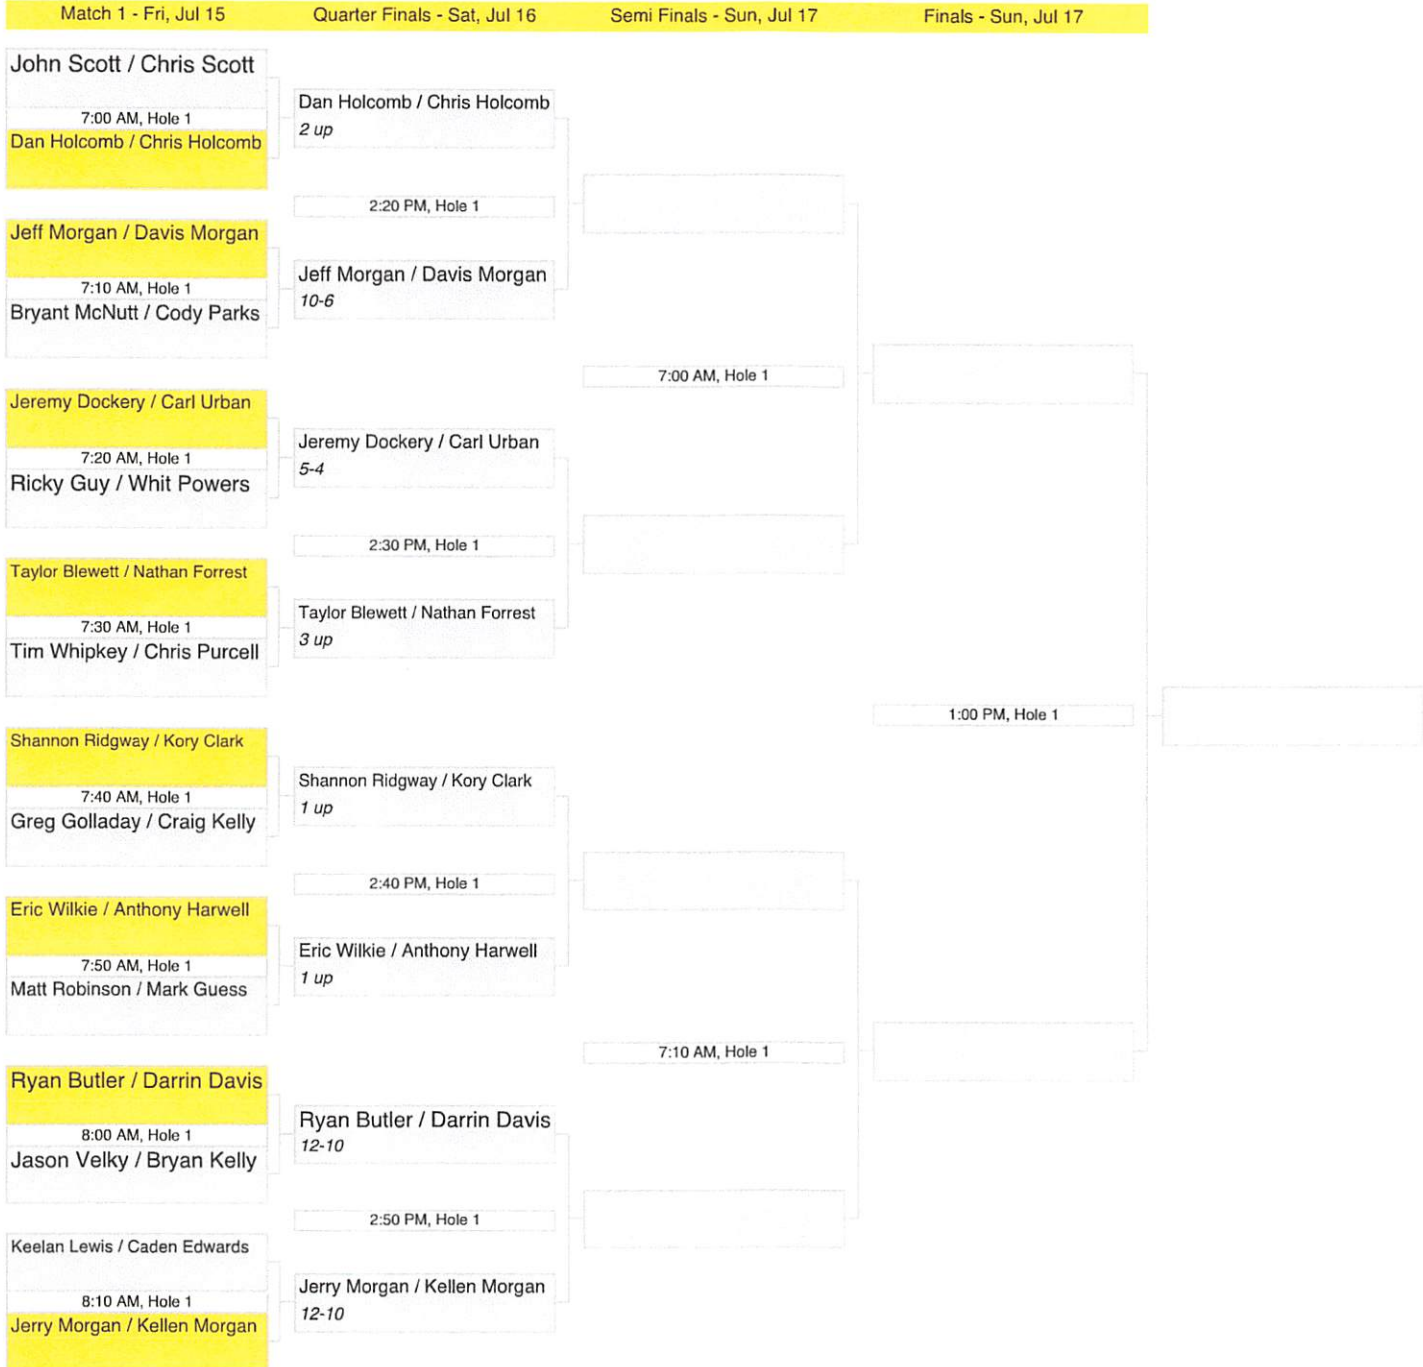 Match 1 - Fri, Jul 15
Quarter Finals - Sat, Jul 16
Semi Finals - Sun, Jul 17
Finals - Sun, Jul 17
John Scott / Chris Scott
7:00 AM, Hole 1
Dan Holcomb / Chris Holcomb
Jeff Morgan / Davis Morgan
7:10 AM, Hole 1
Bryant McNutt / Cody Parks
Jeremy Dockery / Carl Urban
7:20 AM, Hole 1
Ricky Guy / Whit Powers
Taylor Blewett / Nathan Forrest
7:30 AM, Hole 1
Tim Whipkey / Chris Purcell
Shannon Ridgway / Kory Clark
7:40 AM, Hole 1
Greg Golladay / Craig Kelly
Eric Wilkie / Anthony Harwell
7:50 AM, Hole 1
Matt Robinson / Mark Guess
Ryan Butler / Darrin Davis
8:00 AM, Hole 1
Jason Velky / Bryan Kelly
Keelan Lewis / Caden Edwards
8:10 AM, Hole 1
Jerry Morgan / Kellen Morgan
Dan Holcomb / Chris Holcomb
2 up
2:20 PM, Hole 1
Jeff Morgan / Davis Morgan
10-6
Jeremy Dockery / Carl Urban
5-4
2:30 PM, Hole 1
Taylor Blewett / Nathan Forrest
3 up
Shannon Ridgway / Kory Clark
1 up
2:40 PM, Hole 1
Eric Wilkie / Anthony Harwell
1 up
Ryan Butler / Darrin Davis
12-10
2:50 PM, Hole 1
Jerry Morgan / Kellen Morgan
12-10
7:00 AM, Hole 1
7:10 AM, Hole 1
1:00 PM, Hole 1